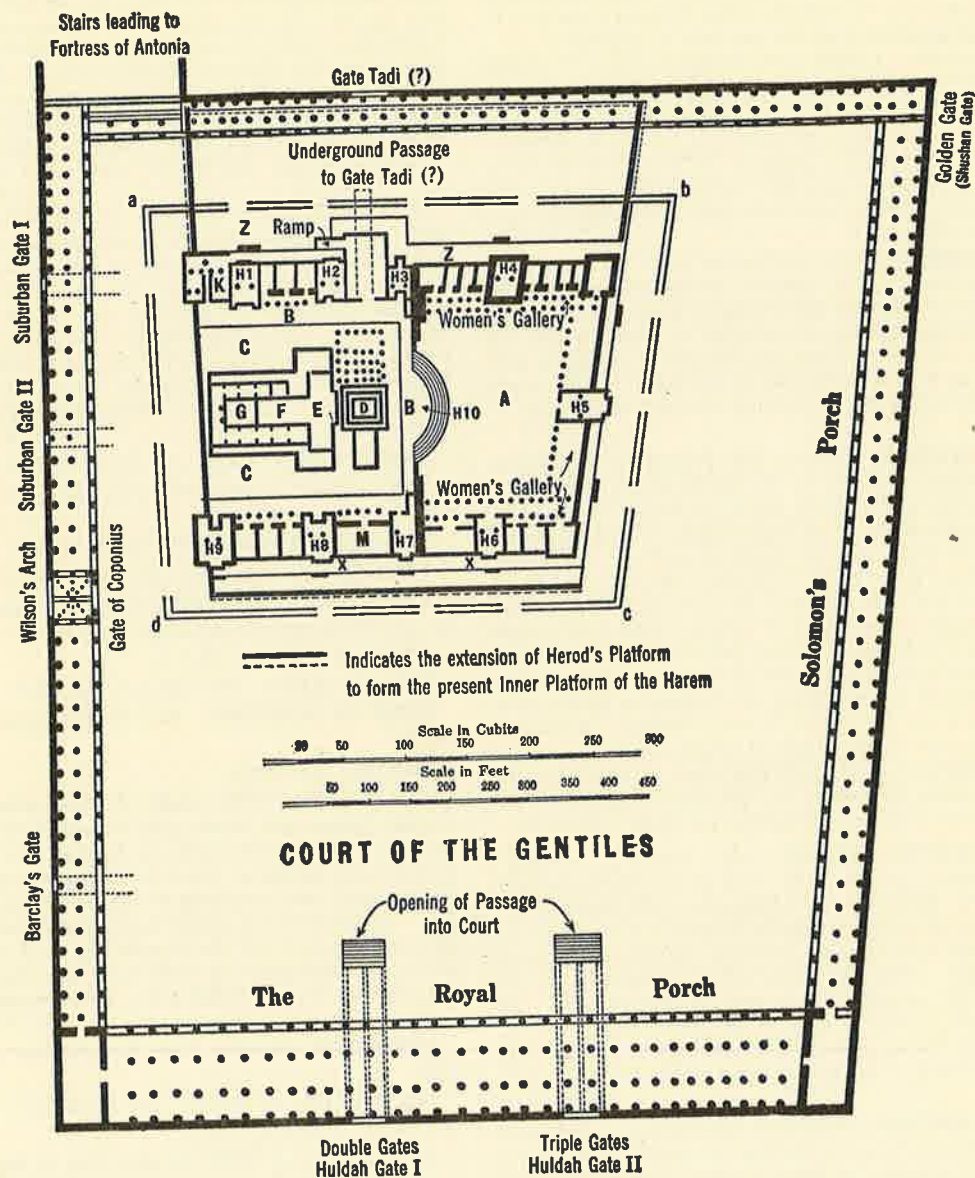 Stairs leading to
Fortress of Antonia
Gate Tadi (?)
Golden Gate
(Shushan Gate)
Underground Passage
to Gate Tadi (?)
a
b
Z
Ramp
Suburban Gate I
K
H1
H2
H3
Z
H4
B
Women's Gallery
C
Suburban Gate II
G
F
E
D
B
H10
A
H5
C
Women's Gallery
Porch
H9
H8
M
H7
H6
X
X
Wilson's Arch
Gate of Coponius
d
c
Solomon's
Indicates the extension of Herod's Platform
to form the present Inner Platform of the Harem
Scale in Cubits
50 100 150 200 250 300
Scale in Feet
50 100 150 200 250 300 350 400 450
COURT OF THE GENTILES
Barclay's Gate
Opening of Passage
into Court
The Royal Porch
Double Gates
Huldah Gate I
Triple Gates
Huldah Gate II